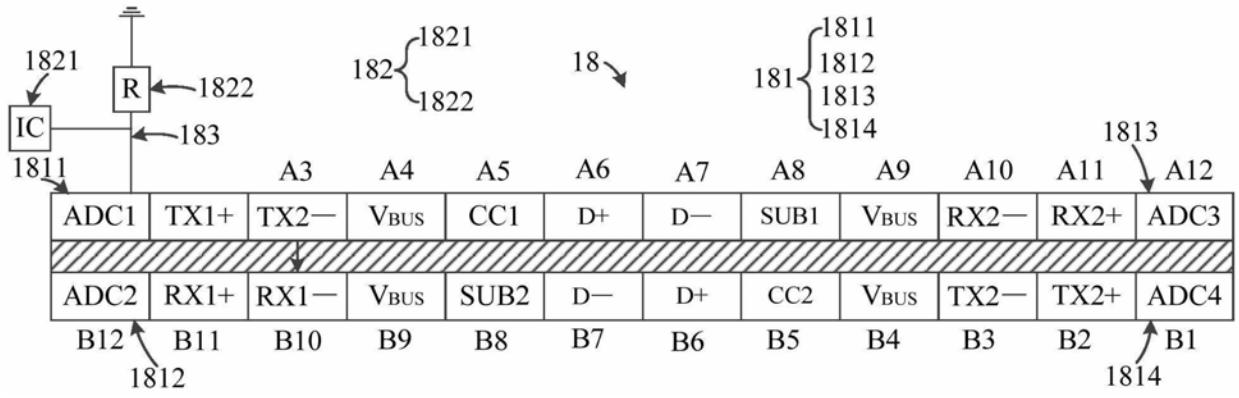 1821
R
1822
IC
183
1811
182
1821
1822
18
181
1811
1812
1813
1814
1813
A3 A4 A5 A6 A7 A8 A9 A10 A11 A12
ADC1 TX1+ TX2— VBUS CC1 D+ D— SUB1 VBUS RX2— RX2+ ADC3
ADC2 RX1+ RX1— VBUS SUB2 D— D+ CC2 VBUS TX2— TX2+ ADC4
B12 B11 B10 B9 B8 B7 B6 B5 B4 B3 B2 B1
1812
1814